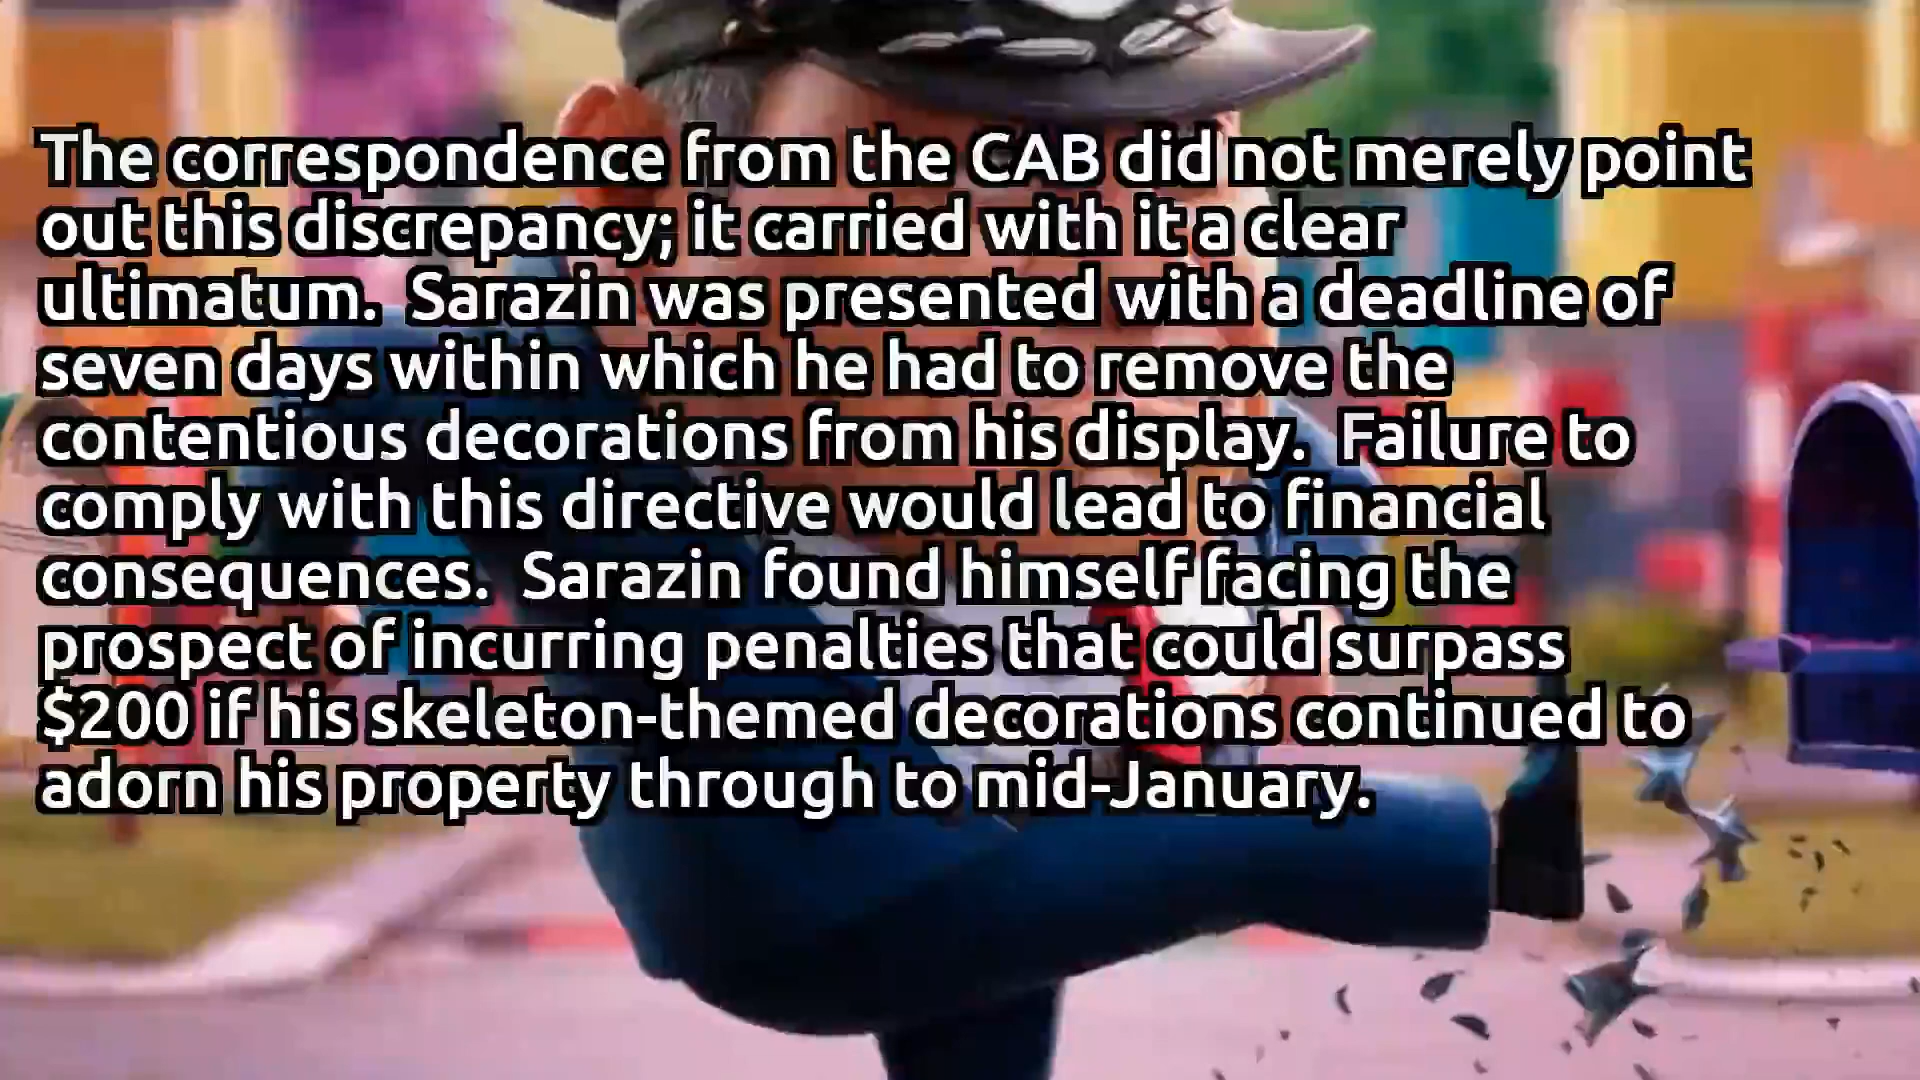 The correspondence from the CAB did not merely point
out this discrepancy; it carried with it a clear
ultimatum.  Sarazin was presented with a deadline of
seven days within which he had to remove the
contentious decorations from his display.  Failure to
comply with this directive would lead to financial
consequences.  Sarazin found himself facing the
prospect of incurring penalties that could surpass
$200 if his skeleton-themed decorations continued to
adorn his property through to mid-January.